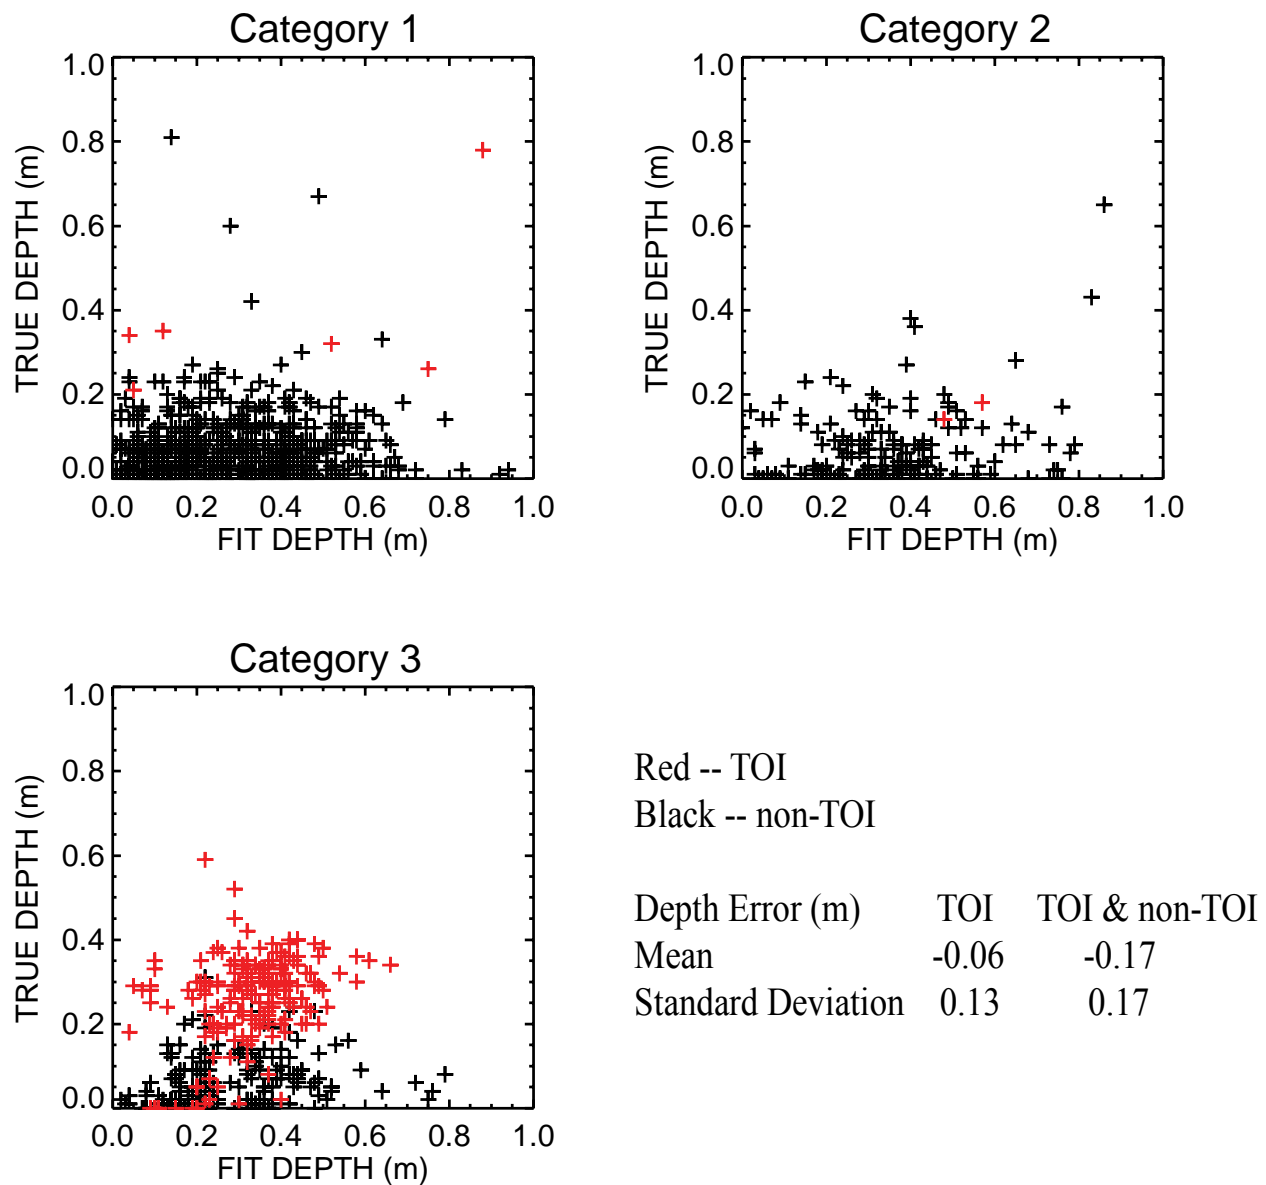 Category 1
1.0
0.8
0.6
0.4
0.2
0.0
TRUE DEPTH (m)
0.0 0.2 0.4 0.6 0.8 1.0
FIT DEPTH (m)
Category 2
1.0
0.8
0.6
0.4
0.2
0.0
TRUE DEPTH (m)
0.0 0.2 0.4 0.6 0.8 1.0
FIT DEPTH (m)
Category 3
1.0
0.8
0.6
0.4
0.2
0.0
TRUE DEPTH (m)
0.0 0.2 0.4 0.6 0.8 1.0
FIT DEPTH (m)
Red -- TOI
Black -- non-TOI
Depth Error (m) TOI TOI & non-TOI
Mean -0.06 -0.17
Standard Deviation 0.13 0.17